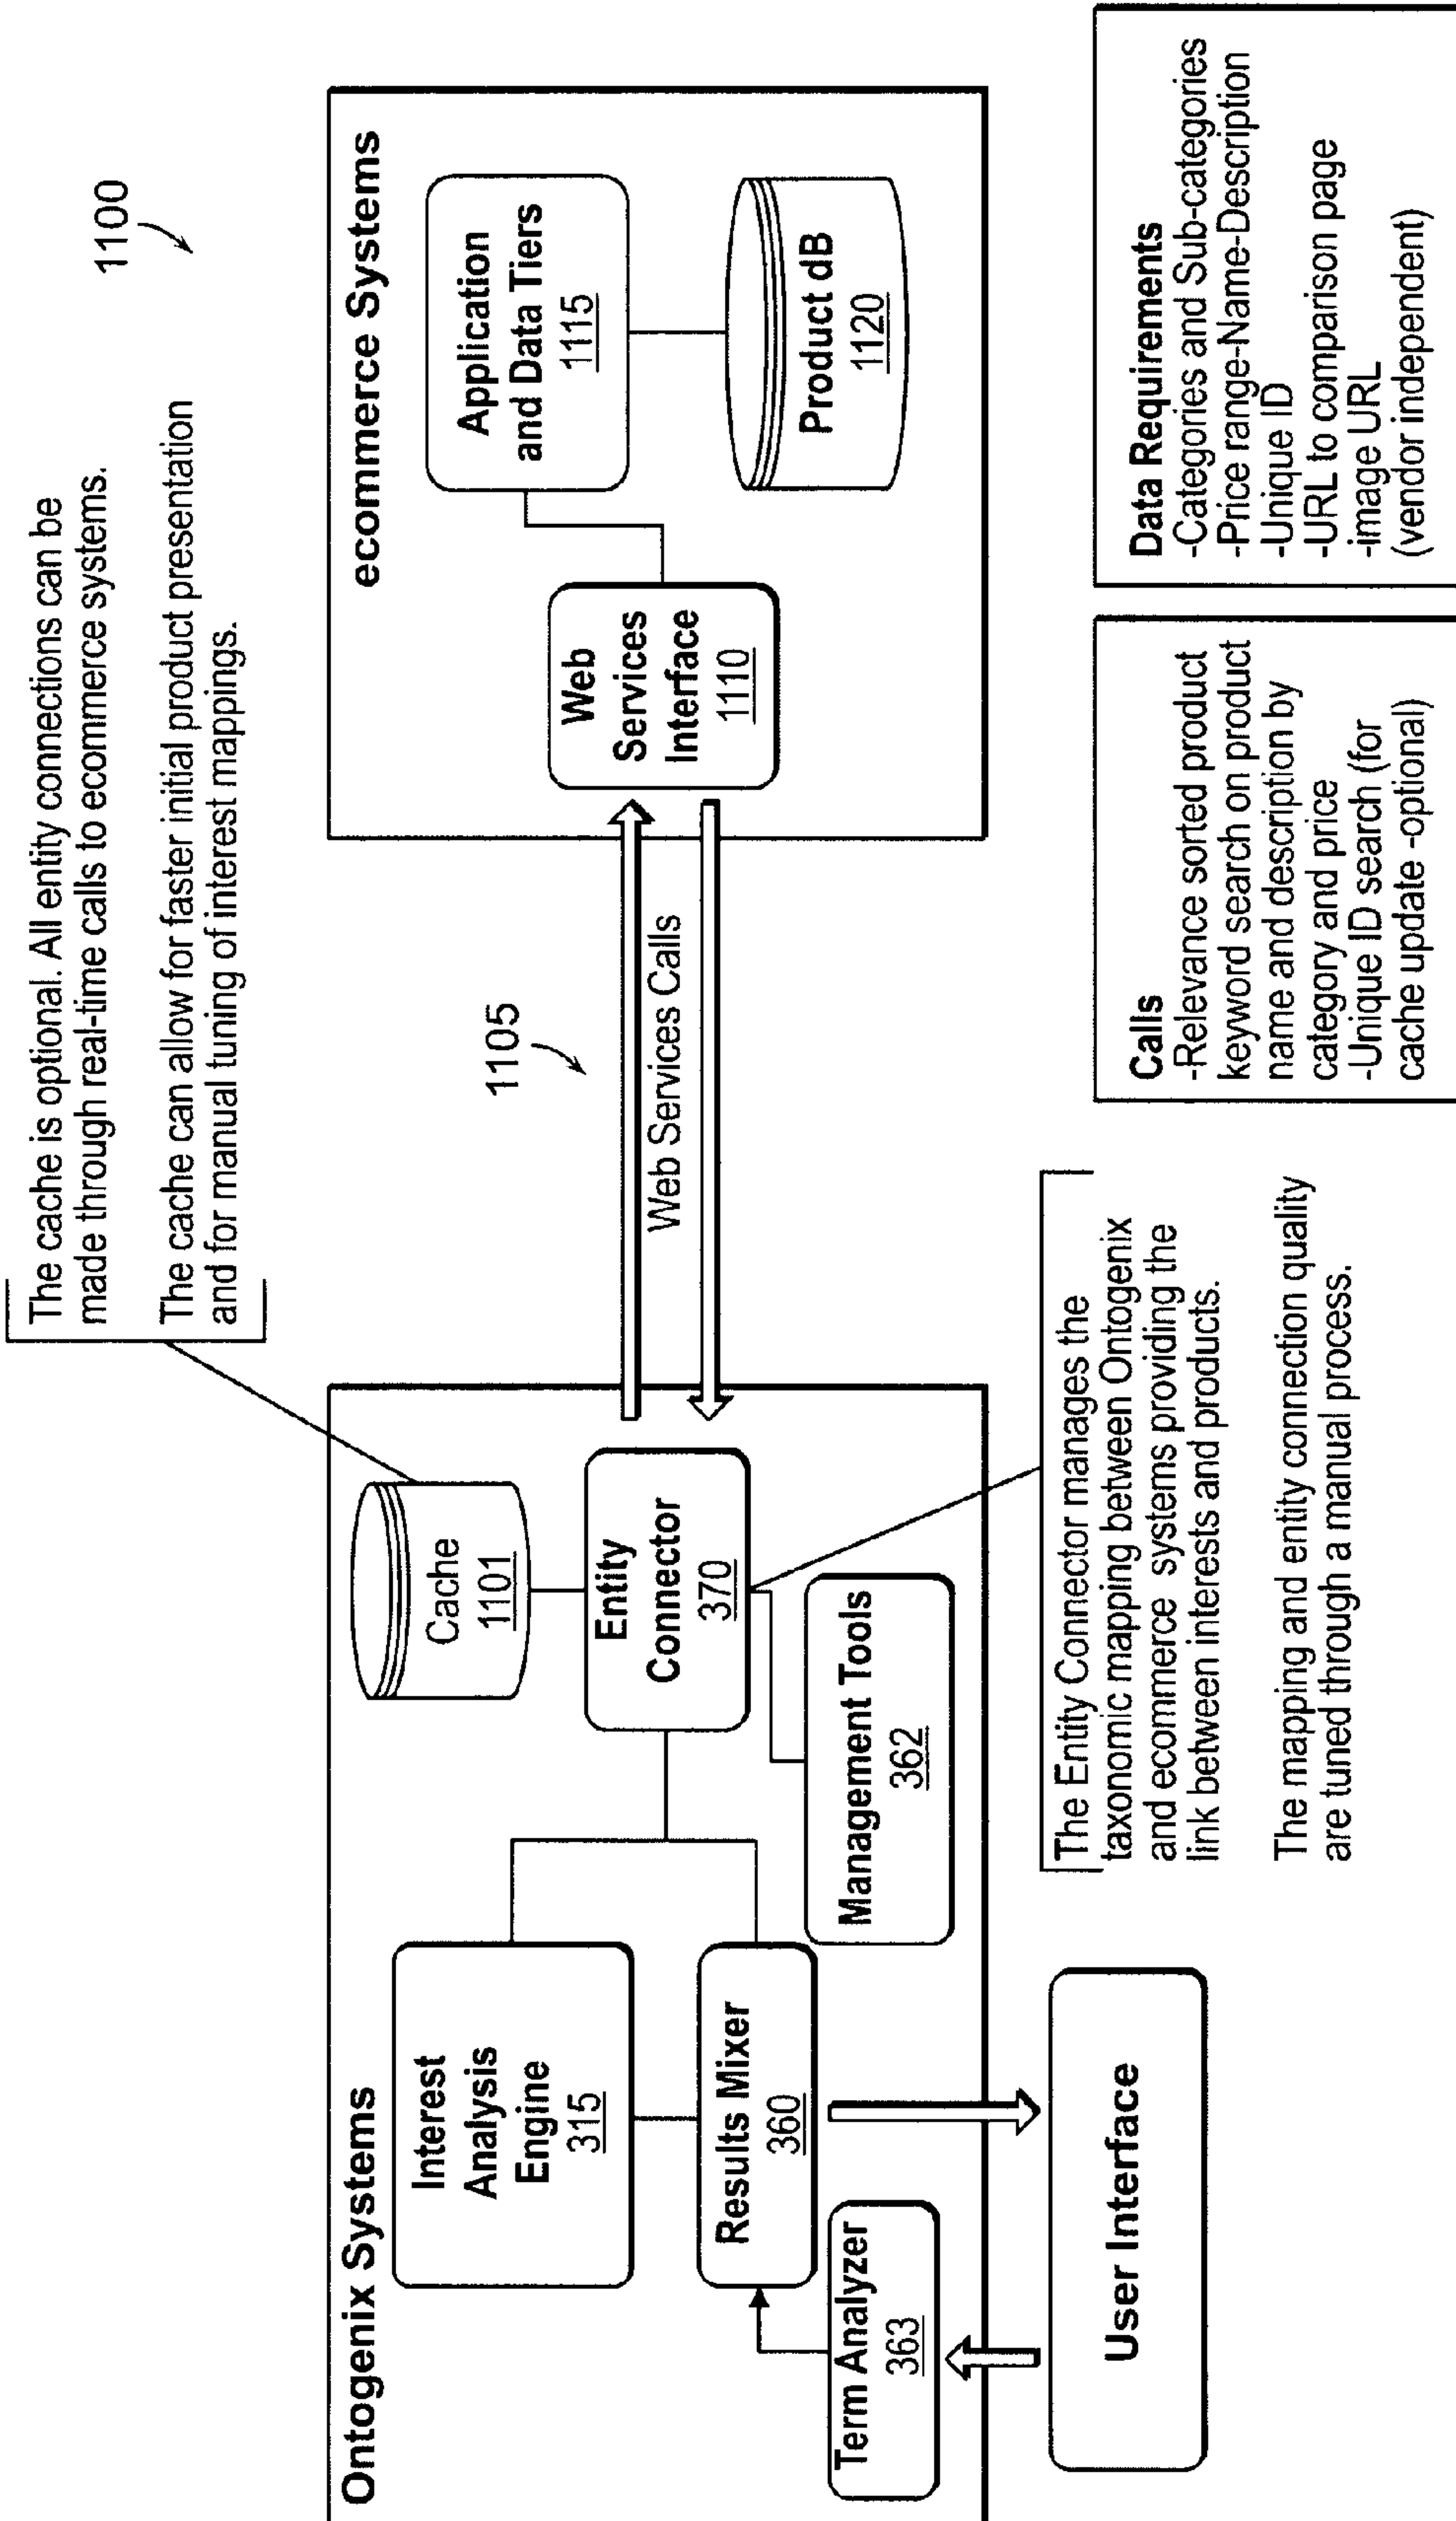 1100
The cache is optional. All entity connections can be
made through real-time calls to ecommerce systems.
The cache can allow for faster initial product presentation
and for manual tuning of interest mappings.
Ontogenix Systems
Interest
Analysis
Engine
315
Results Mixer
360
Term Analyzer
363
Cache
1101
Entity
Connector
370
Management Tools
362
User Interface
1105
Web Services Calls
ecommerce Systems
Web
Services
Interface
1110
Application
and Data Tiers
1115
Product dB
1120
The Entity Connector manages the
taxonomic mapping between Ontogenix
and ecommerce systems providing the
link between interests and products.
The mapping and entity connection quality
are tuned through a manual process.
Calls
-Relevance sorted product
keyword search on product
name and description by
category and price
-Unique ID search (for
cache update -optional)
Data Requirements
-Categories and Sub-categories
-Price range-Name-Description
-Unique ID
-URL to comparison page
-image URL
(vendor independent)